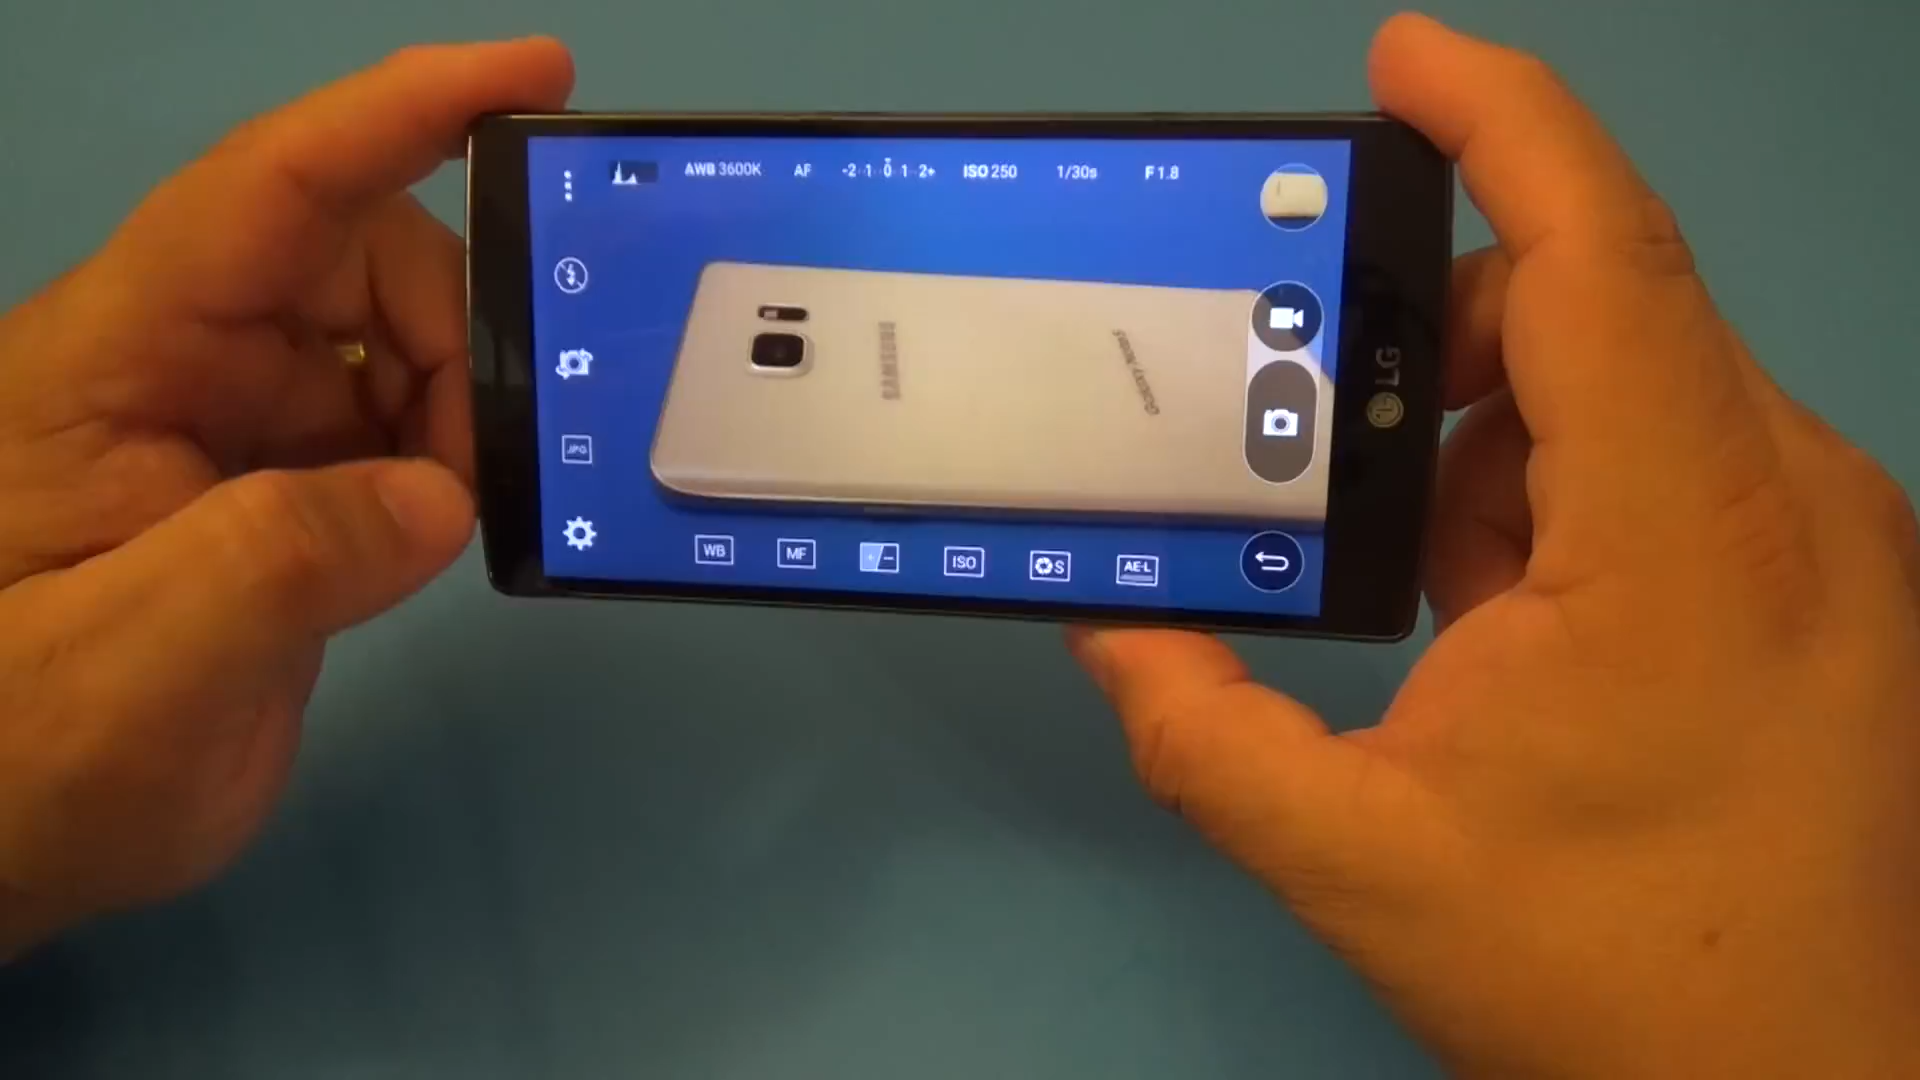 AWB 3600K AF -2 -1 0 1 2+ ISO 250 1/30s F 1.8
SAMSUNG
Galaxy Note5
JPG
LG
WB MF +/- ISO S AE-L